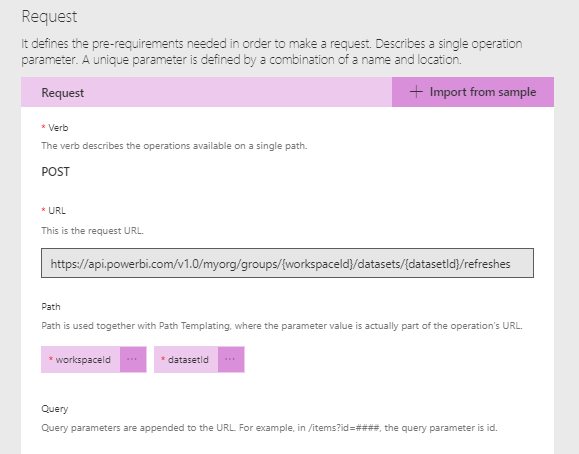 Request
It defines the pre-requirements needed in order to make a request. Describes a single operation
parameter. A unique parameter is defined by a combination of a name and location.
Request
+ Import from sample
* Verb
The verb describes the operations available on a single path.
POST
* URL
This is the request URL.
https://api.powerbi.com/v1.0/myorg/groups/{workspaceId}/datasets/{datasetId}/refreshes
Path
Path is used together with Path Templating, where the parameter value is actually part of the operation's URL.
* workspaceId ... * datasetId ...
Query
Query parameters are appended to the URL. For example, in /items?id=####, the query parameter is id.